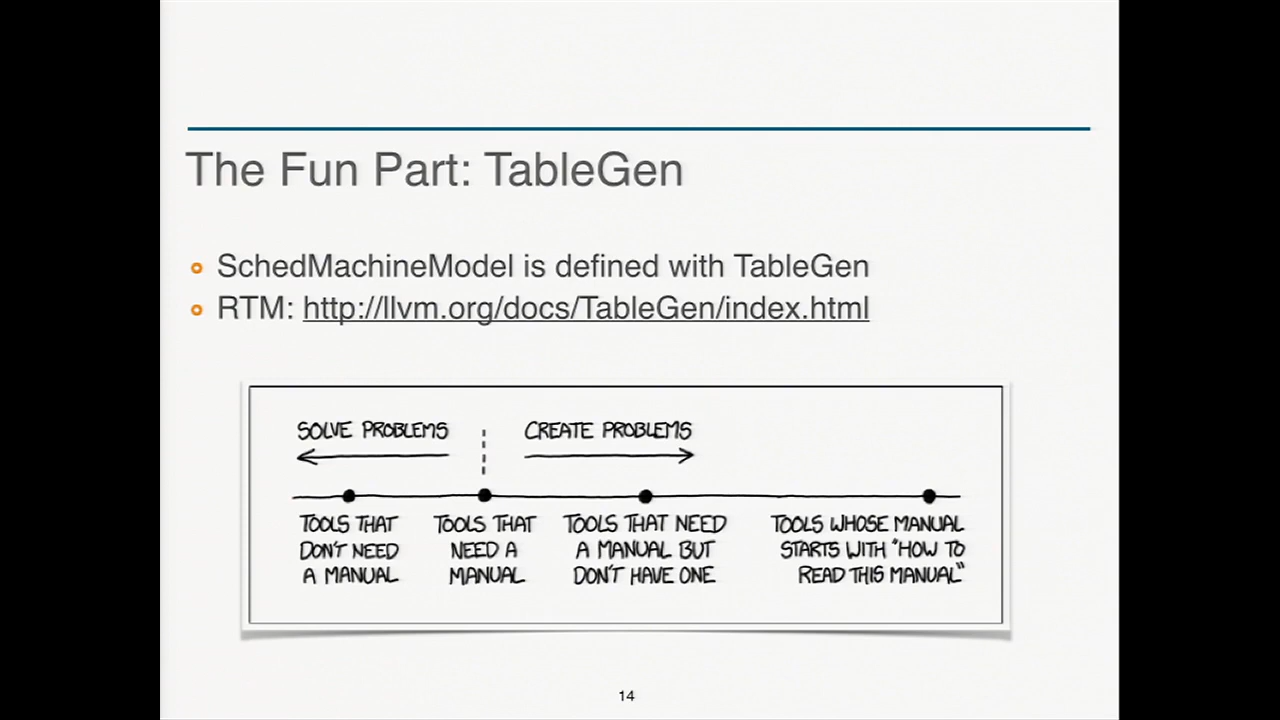 The Fun Part: TableGen
SchedMachineModel is defined with TableGen
RTM: http://llvm.org/docs/TableGen/index.html
SOLVE PROBLEMS
CREATE PROBLEMS
TOOLS THAT
DON'T NEED
A MANUAL
TOOLS THAT
NEED A
MANUAL
TOOLS THAT NEED
A MANUAL BUT
DON'T HAVE ONE
TOOLS WHOSE MANUAL
STARTS WITH "HOW TO
READ THIS MANUAL"
14